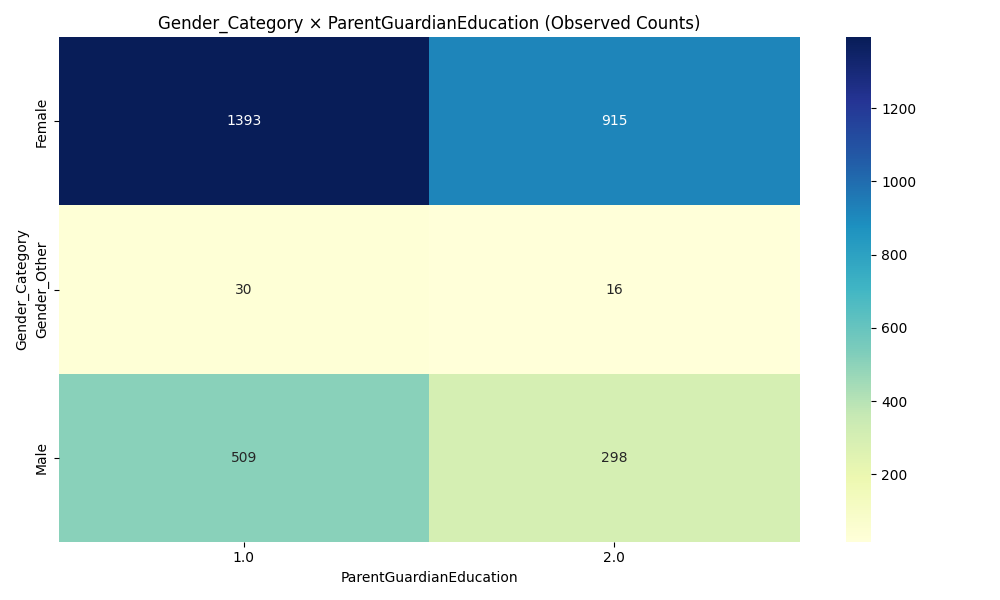 Gender_Category × ParentGuardianEducation (Observed Counts)
Gender_Category
Female
1393
915
Gender_Other
30
16
Male
509
298
1.0
2.0
ParentGuardianEducation
1200
1000
800
600
400
200